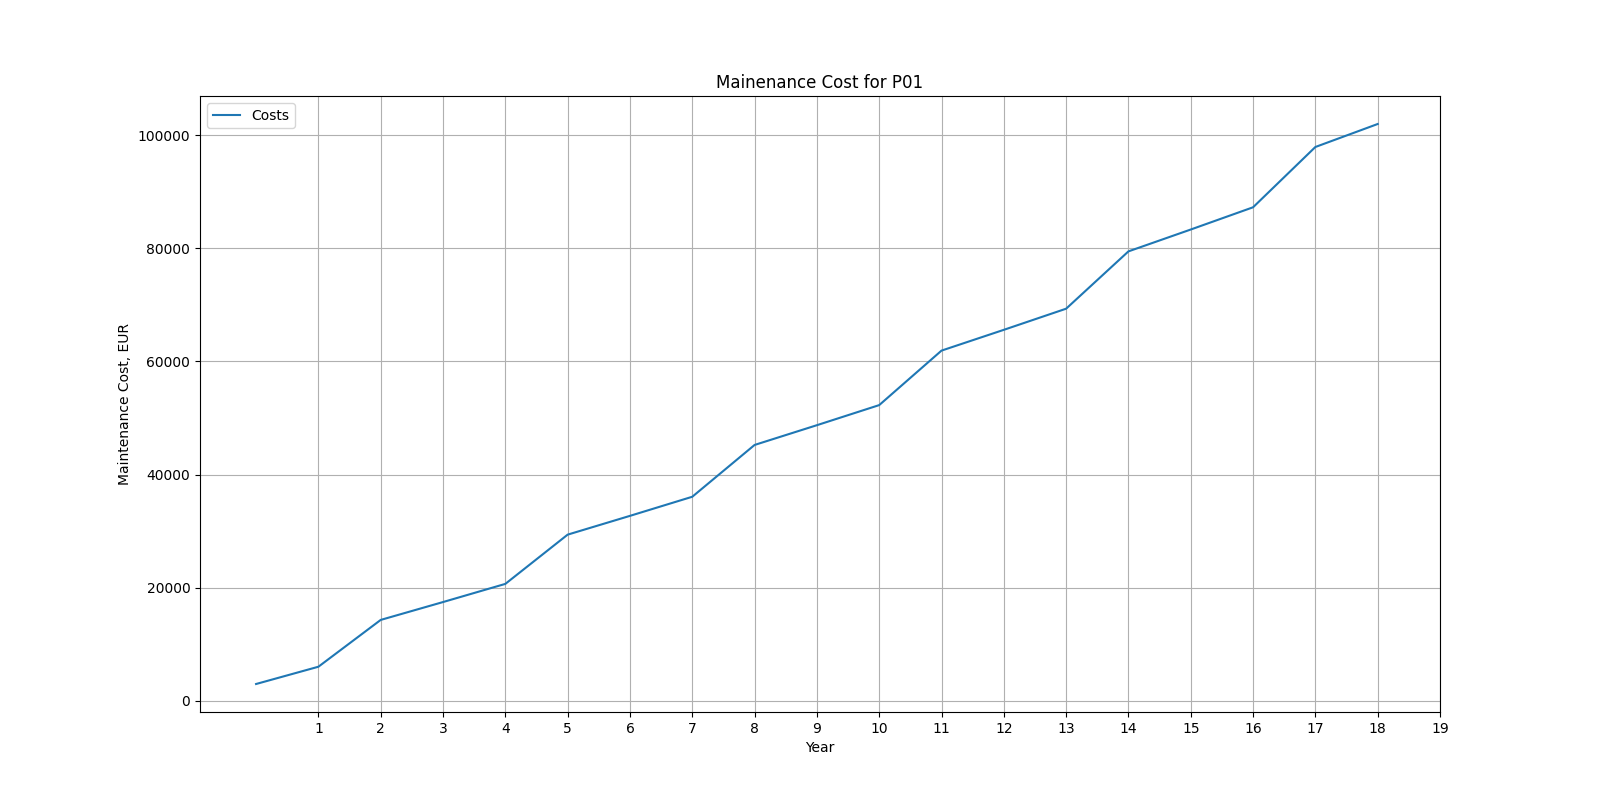 Mainenance Cost for P01
Costs
100000
80000
60000
40000
20000
0
Maintenance Cost, EUR
1 2 3 4 5 6 7 8 9 10 11 12 13 14 15 16 17 18 19
Year